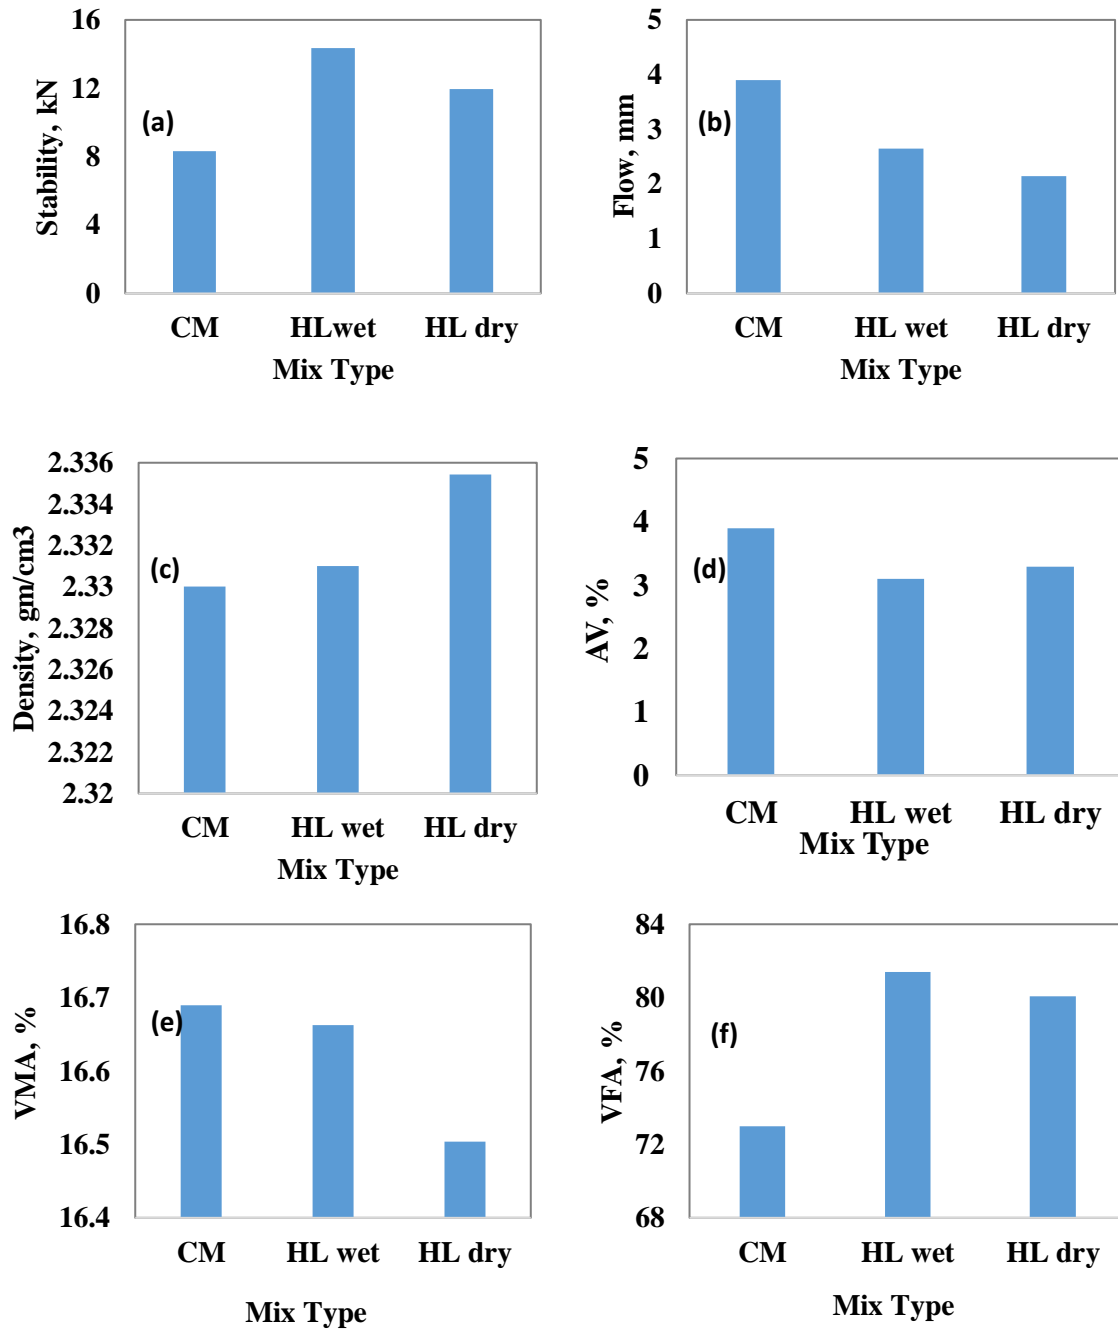 Stability, kN
16
12
8
4
0
(a)
CM HLwet HL dry
Mix Type
Flow, mm
5
4
3
2
1
0
(b)
CM HL wet HL dry
Mix Type
Density, gm/cm3
2.336
2.334
2.332
2.33
2.328
2.326
2.324
2.322
2.32
(c)
CM HL wet HL dry
Mix Type
AV, %
5
4
3
2
1
0
(d)
CM HL wet HL dry
Mix Type
VMA, %
16.8
16.7
16.6
16.5
16.4
(e)
CM HL wet HL dry
Mix Type
VFA, %
84
80
76
72
68
(f)
CM HL wet HL dry
Mix Type